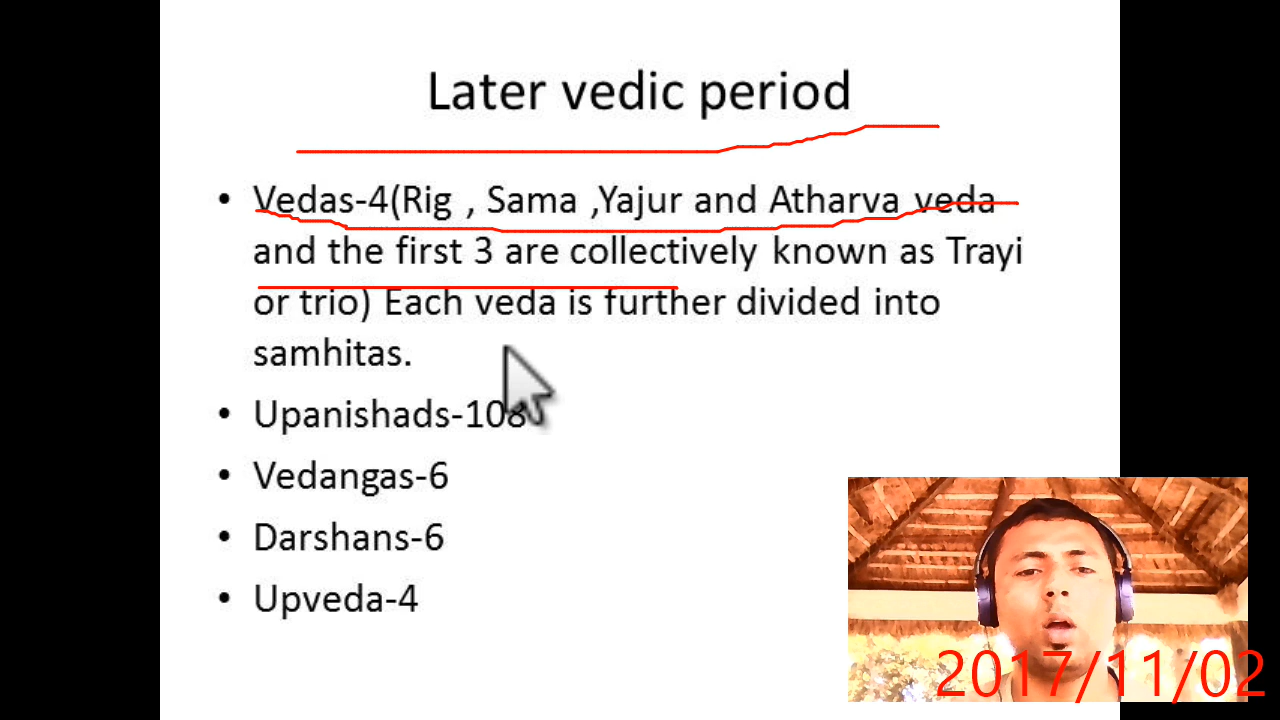 Later vedic period
• Vedas-4(Rig , Sama ,Yajur and Atharva veda
and the first 3 are collectively known as Trayi
or trio) Each veda is further divided into
samhitas.
• Upanishads-108
• Vedangas-6
• Darshans-6
• Upveda-4
2017/11/02